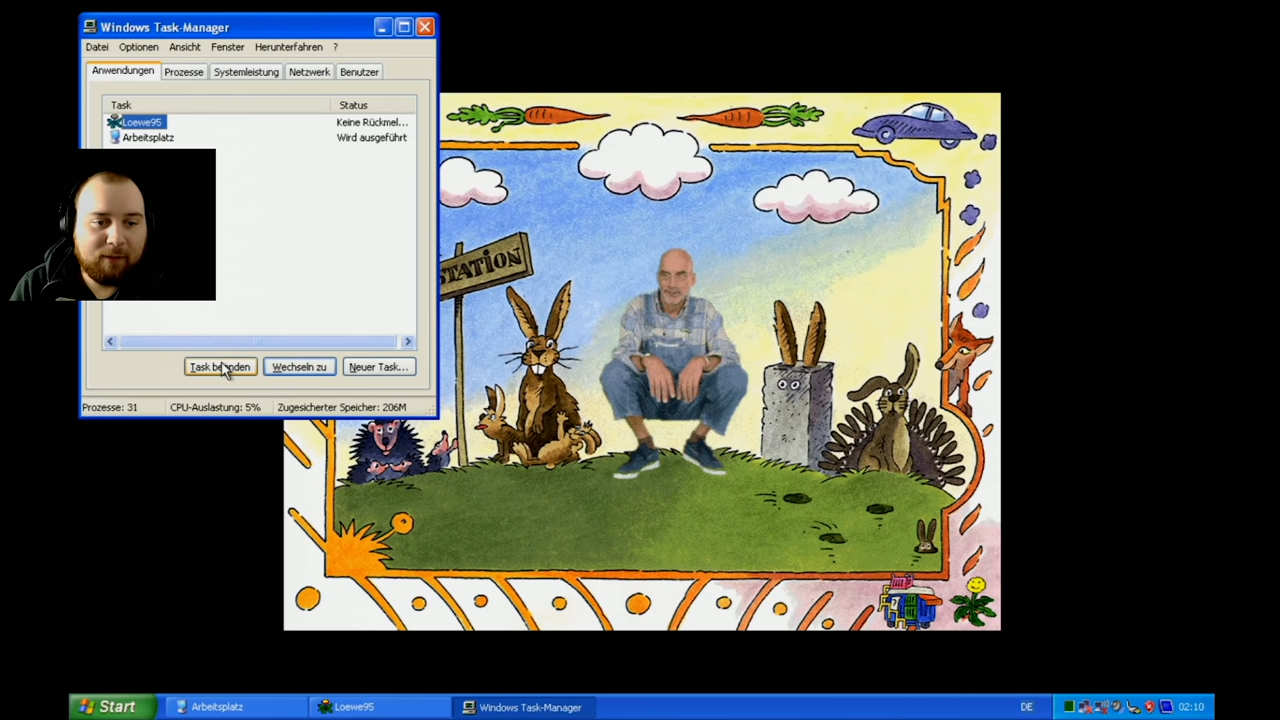 Windows Task-Manager
Datei Optionen Ansicht Fenster Herunterfahren ?
Anwendungen Prozesse Systemleistung Netzwerk Benutzer
Task Status
Loewe95 Keine Rückmel...
Arbeitsplatz Wird ausgeführt
STATION
Task beenden Wechseln zu Neuer Task...
Prozesse: 31 CPU-Auslastung: 5% Zugesicherter Speicher: 206M
Start Arbeitsplatz Loewe95 Windows Task-Manager DE 02:10